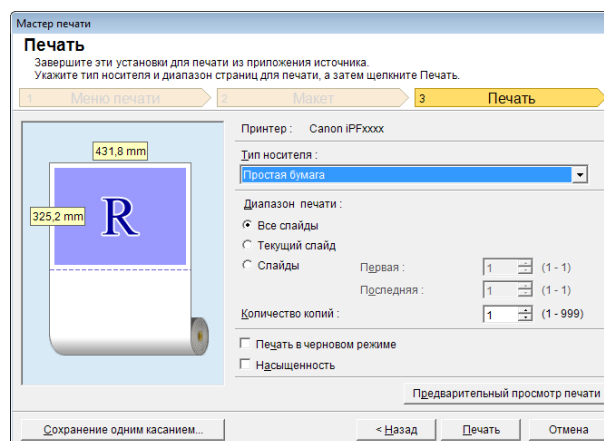 Мастер печати
Печать
Завершите эти установки для печати из приложения источника.
Укажите тип носителя и диапазон страниц для печати, а затем щелкните Печать.
1 Меню печати 2 Макет 3 Печать
Принтер : Canon iPFxxxx
431,8 mm
Тип носителя :
Простая бумага
325,2 mm
R
Диапазон печати :
Все слайды
Текущий слайд
Слайды Первая : 1 (1 - 1)
Последняя : 1 (1 - 1)
Количество копий : 1 (1 - 999)
Печать в черновом режиме
Насыщенность
Предварительный просмотр печати
Сохранение одним касанием... < Назад Печать Отмена